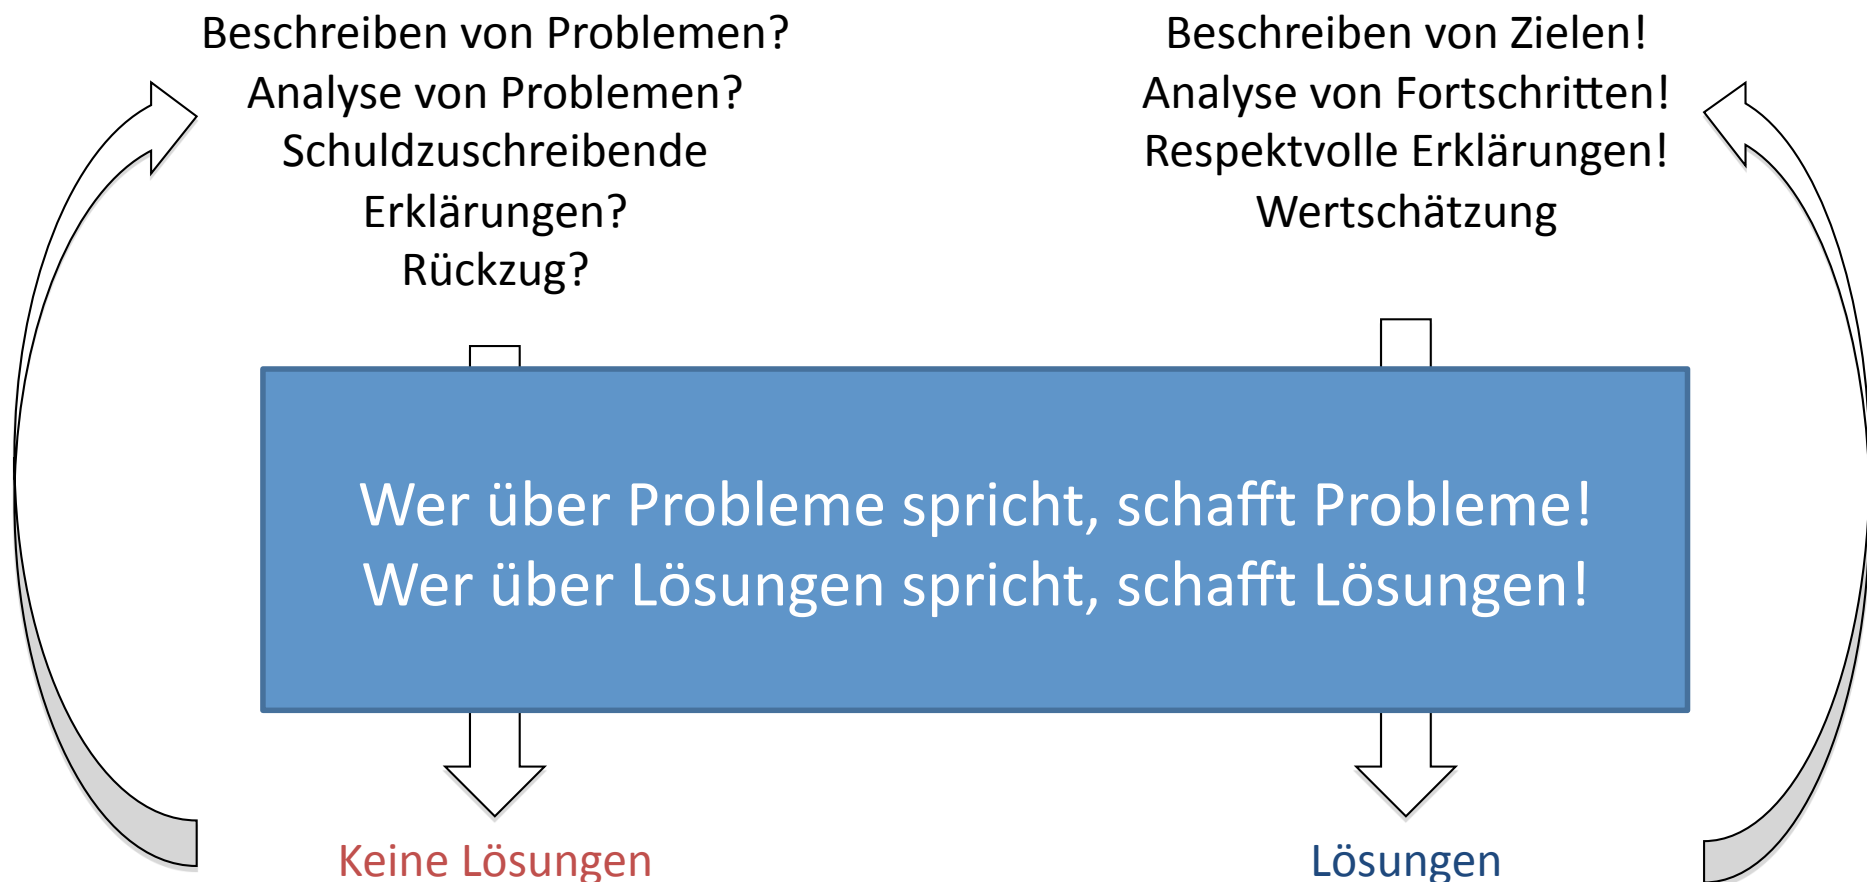 Beschreiben von Problemen?
Analyse von Problemen?
Schuldzuschreibende
Erklärungen?
Rückzug?
Beschreiben von Zielen!
Analyse von Fortschritten!
Respektvolle Erklärungen!
Wertschätzung
Wer über Probleme spricht, schafft Probleme!
Wer über Lösungen spricht, schafft Lösungen!
Keine Lösungen
Lösungen